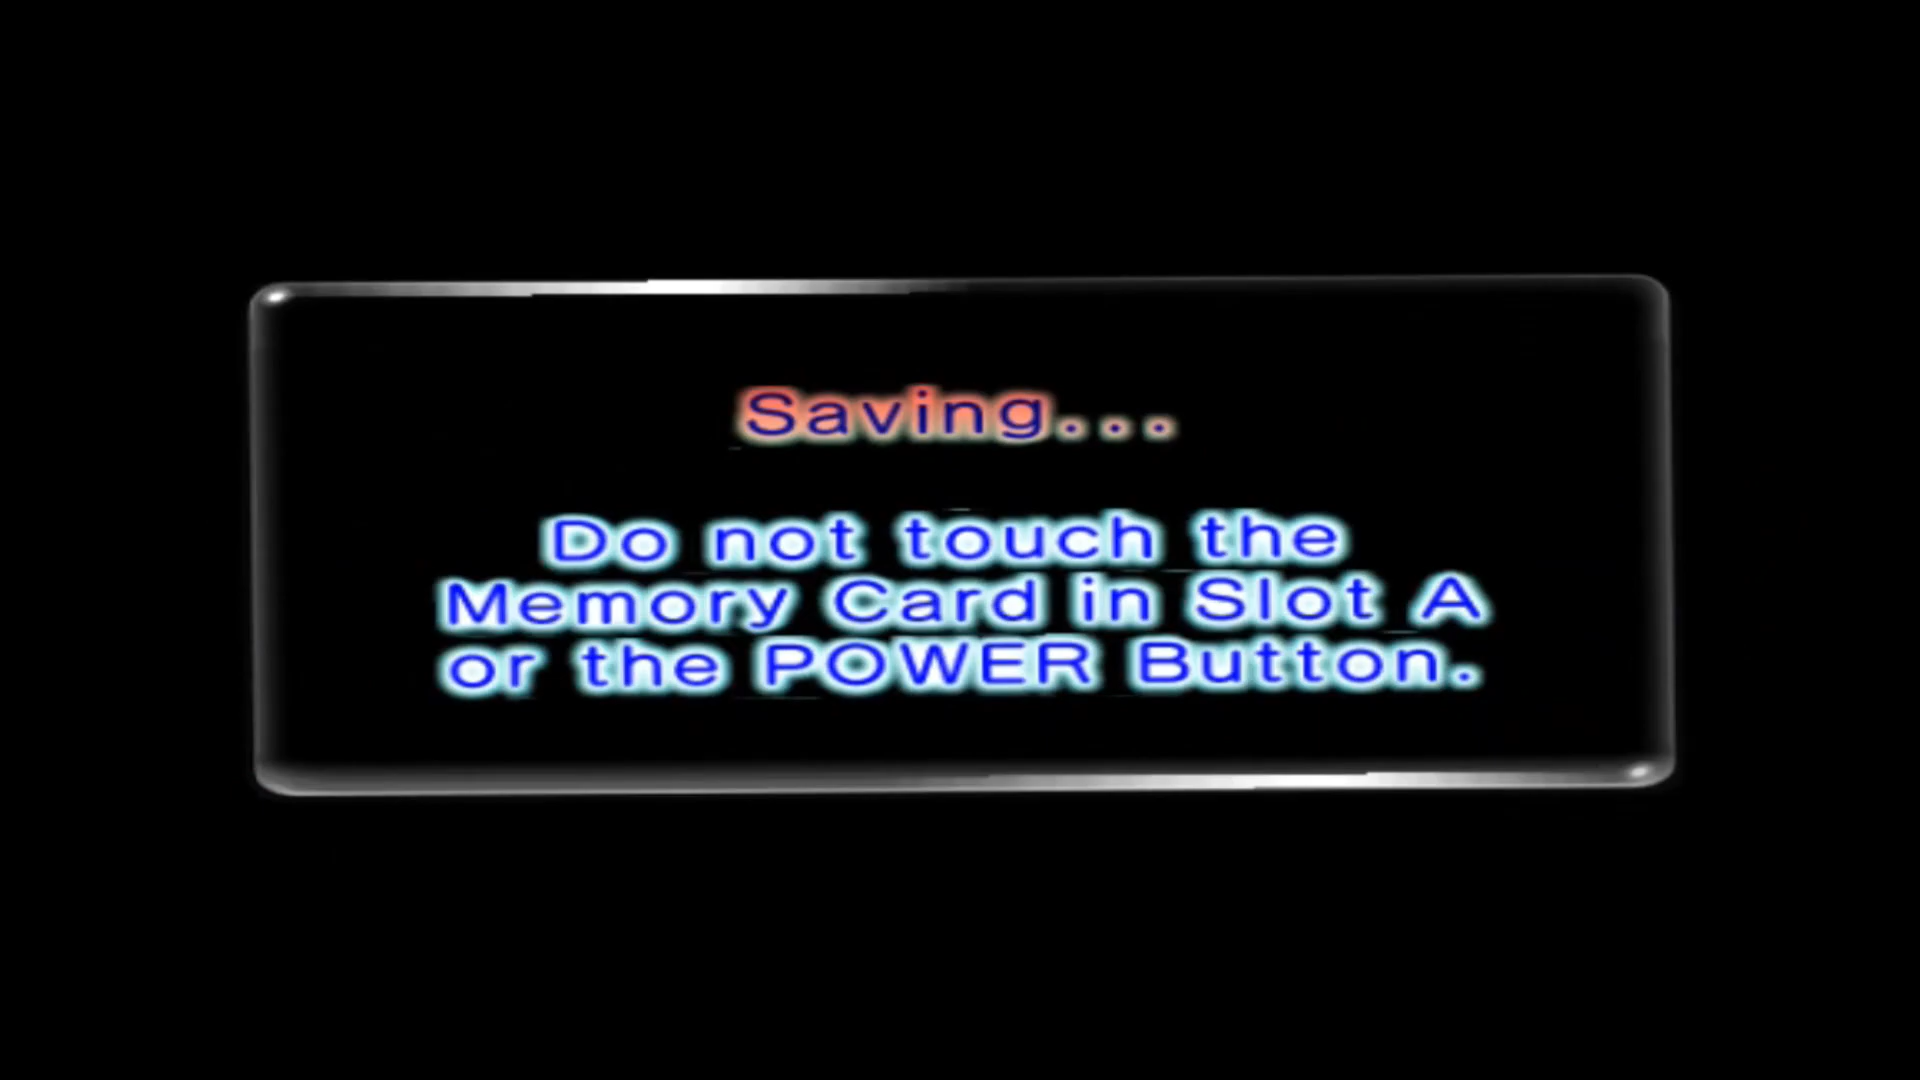 Saving...
Do not touch the
Memory Card in Slot A
or the POWER Button.